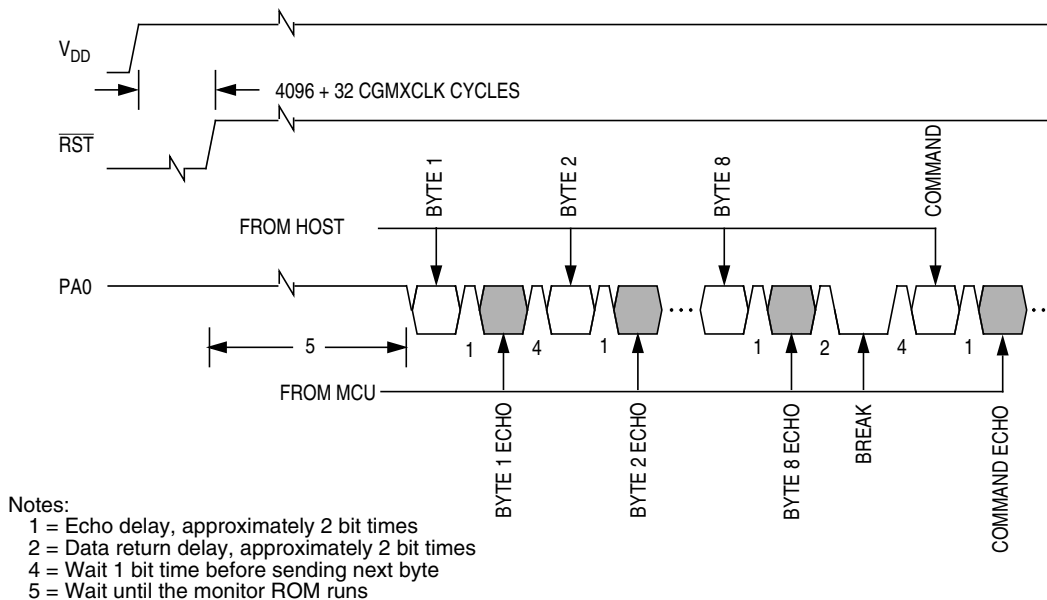 V_DD
4096 + 32 CGMXCLK CYCLES
RST
BYTE 1
BYTE 2
BYTE 8
COMMAND
FROM HOST
PA0
1
4
1
1
2
4
1
5
FROM MCU
BYTE 1 ECHO
BYTE 2 ECHO
BYTE 8 ECHO
BREAK
COMMAND ECHO
Notes:
1 = Echo delay, approximately 2 bit times
2 = Data return delay, approximately 2 bit times
4 = Wait 1 bit time before sending next byte
5 = Wait until the monitor ROM runs